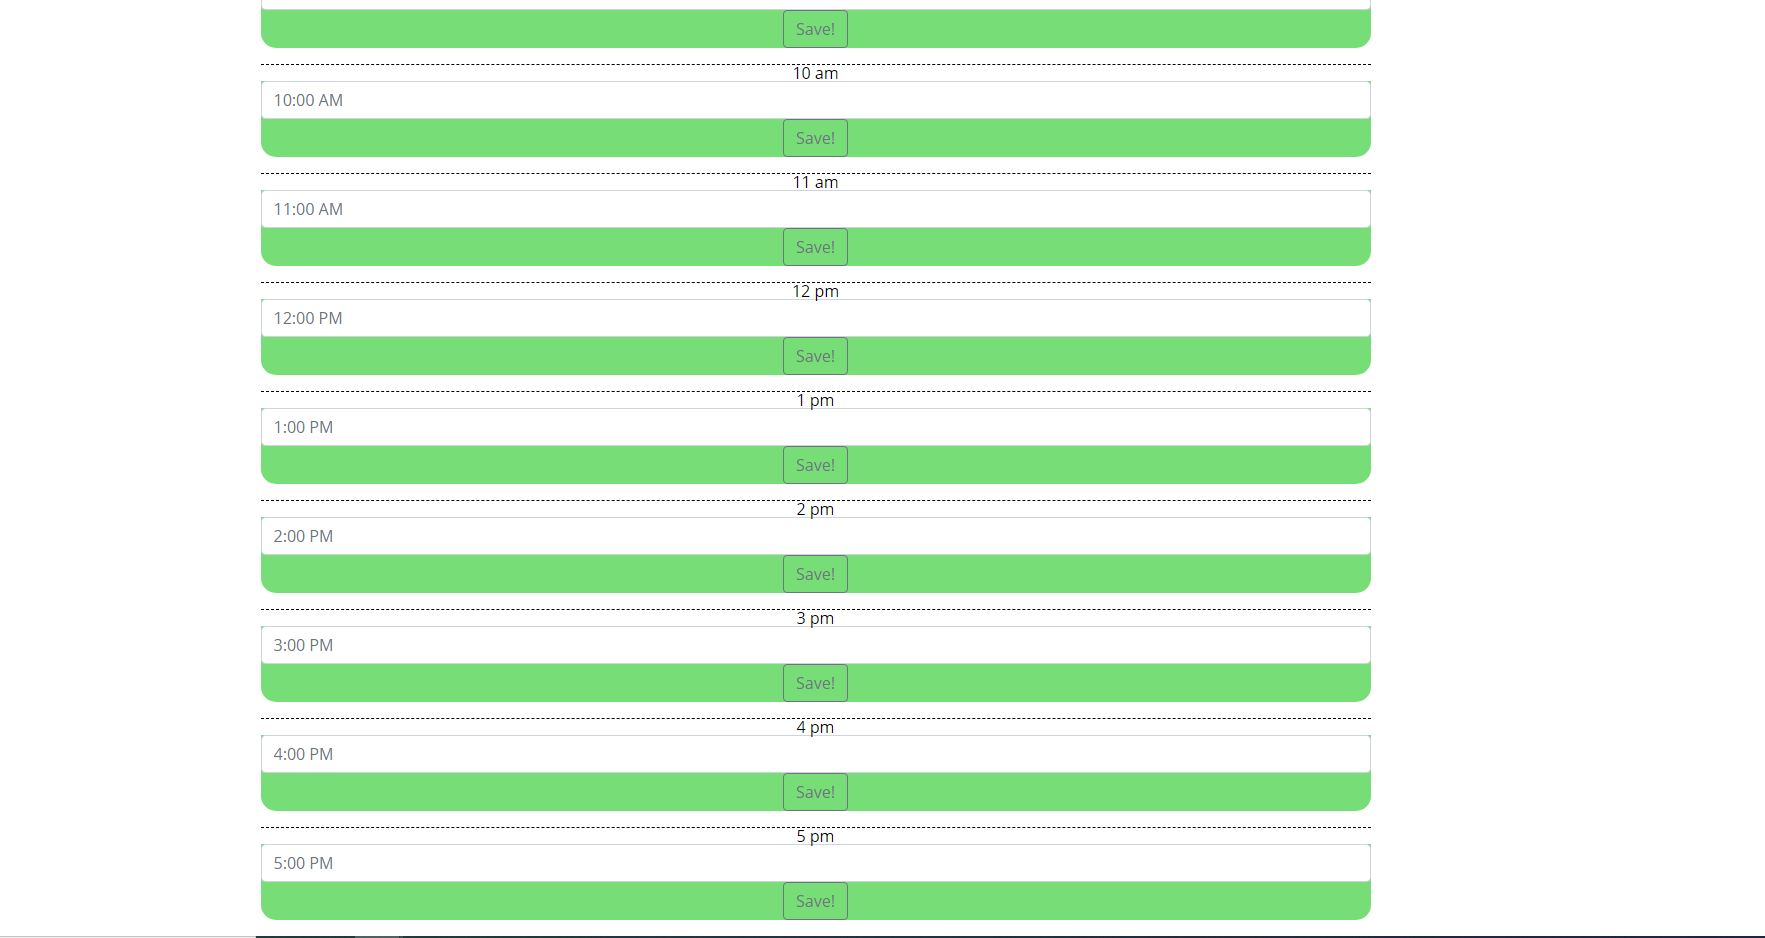 Save!
10 am
10:00 AM
Save!
11 am
11:00 AM
Save!
12 pm
12:00 PM
Save!
1 pm
1:00 PM
Save!
2 pm
2:00 PM
Save!
3 pm
3:00 PM
Save!
4 pm
4:00 PM
Save!
5 pm
5:00 PM
Save!